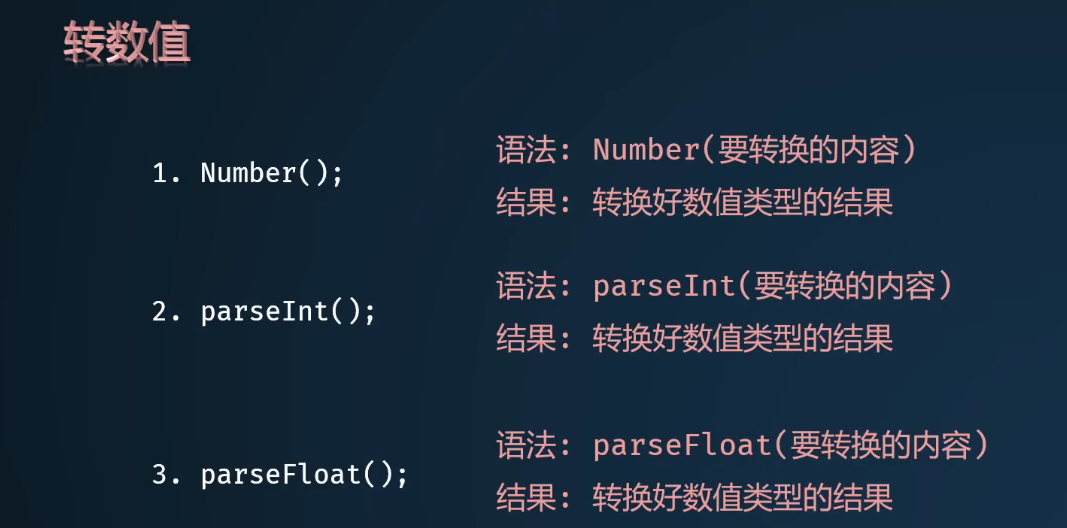 转数值
1. Number();
语法: Number(要转换的内容)
结果: 转换好数值类型的结果
2. parseInt();
语法: parseInt(要转换的内容)
结果: 转换好数值类型的结果
3. parseFloat();
语法: parseFloat(要转换的内容)
结果: 转换好数值类型的结果